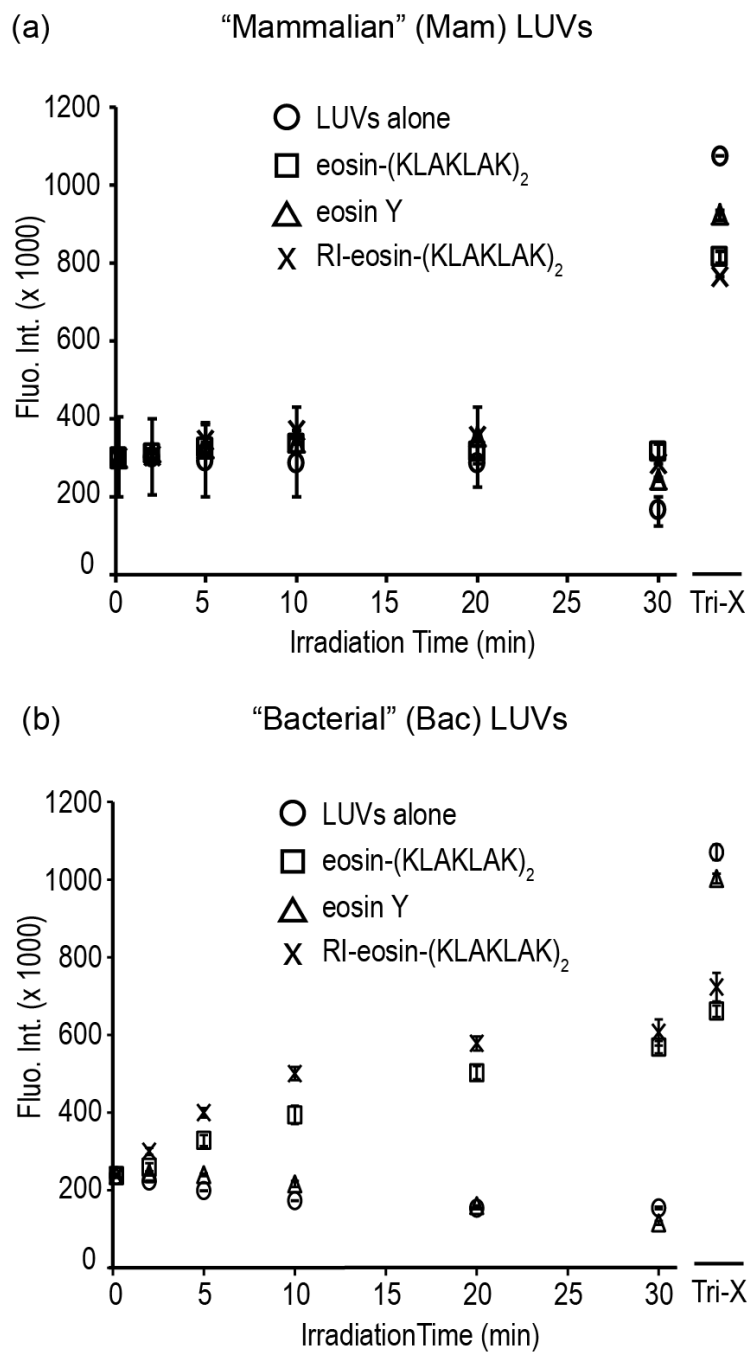 (a) “Mammalian” (Mam) LUVs
1200
1000
800
600
400
200
0
Fluo. Int. (x 1000)
LUVs alone
eosin-(KLAKLAK)2
eosin Y
RI-eosin-(KLAKLAK)2
0 5 10 15 20 25 30 Tri-X
Irradiation Time (min)
(b) “Bacterial” (Bac) LUVs
1200
1000
800
600
400
200
0
Fluo. Int. (x 1000)
LUVs alone
eosin-(KLAKLAK)2
eosin Y
RI-eosin-(KLAKLAK)2
0 5 10 15 20 25 30 Tri-X
IrradiationTime (min)